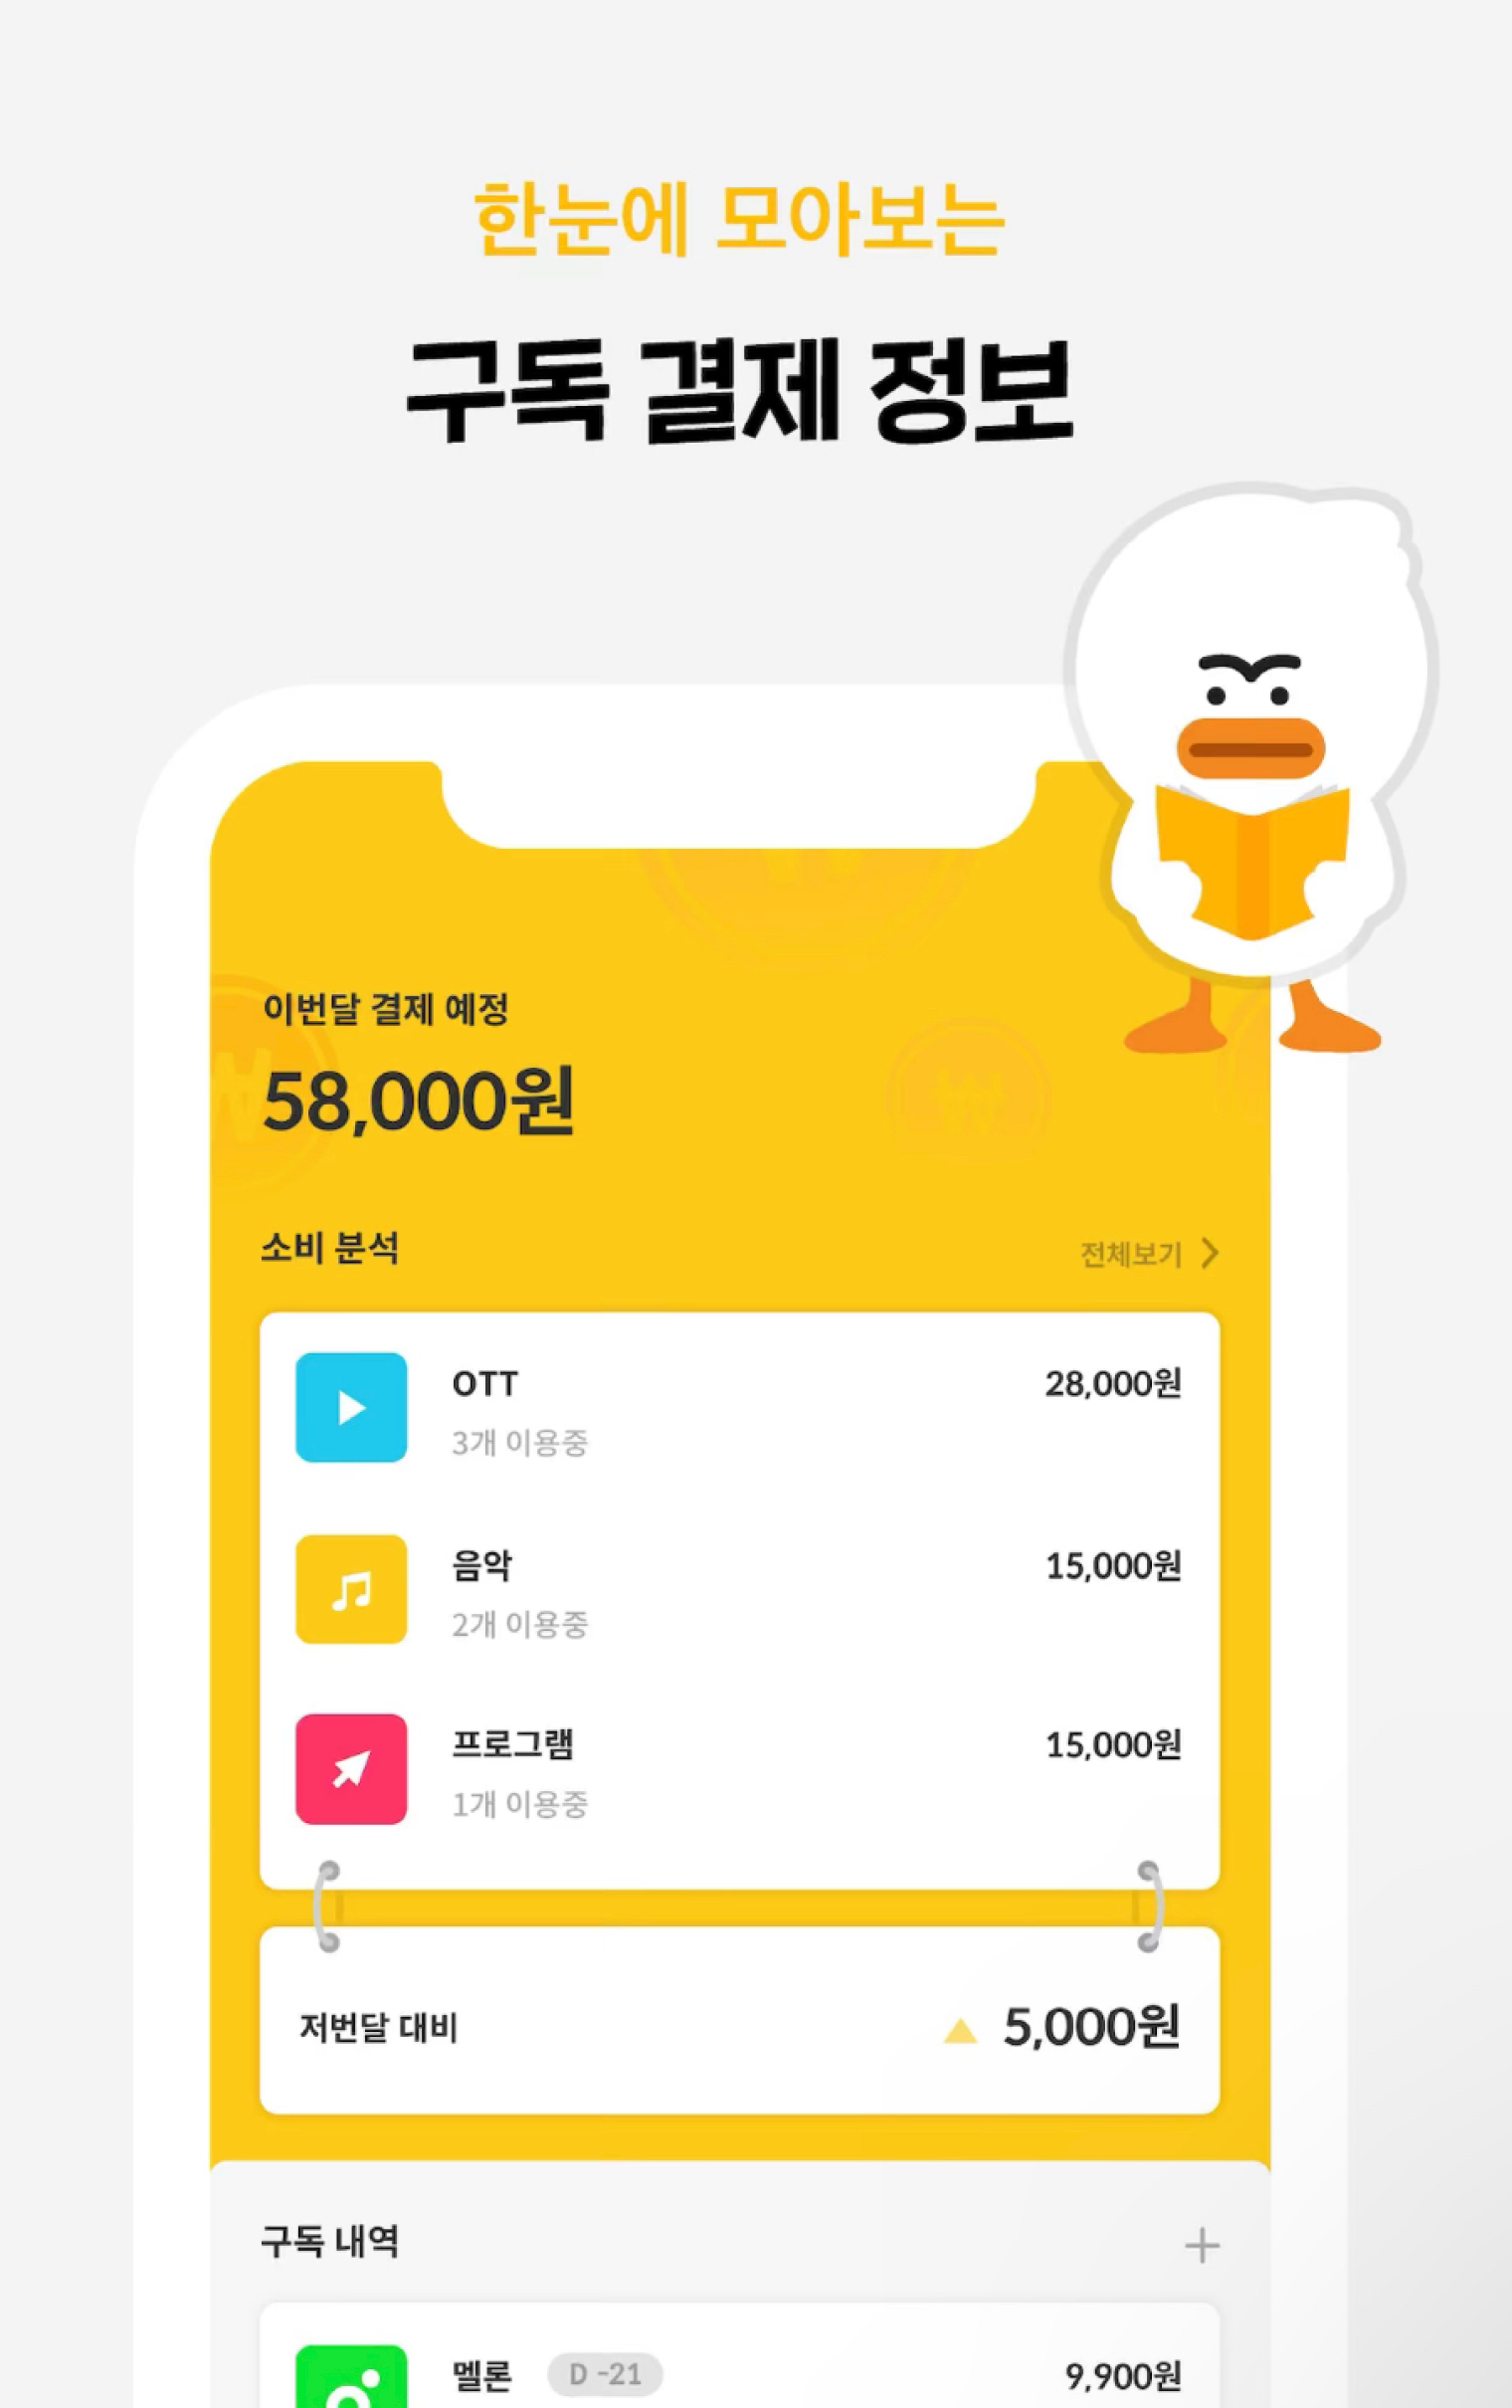 한눈에 모아보는
구독 결제 정보
이번달 결제 예정
58,000원
소비 분석
전체보기
OTT
28,000원
3개 이용중
음악
15,000원
2개 이용중
프로그램
15,000원
1개 이용중
저번달 대비
▲ 5,000원
구독 내역
+
멜론
D -21
9,900원